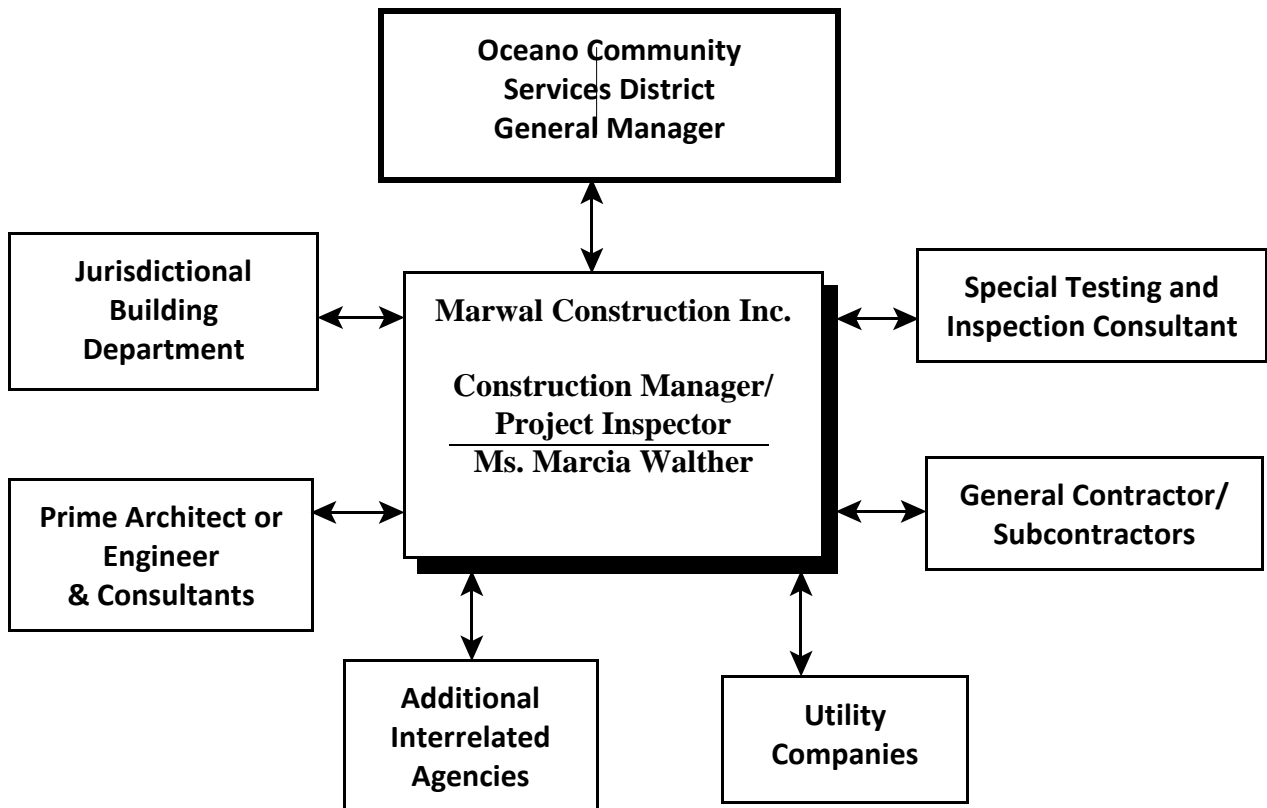 Oceano Community
Services District
General Manager
Jurisdictional
Building
Department
Marwal Construction Inc.
Construction Manager/
Project Inspector
Ms. Marcia Walther
Special Testing and
Inspection Consultant
Prime Architect or
Engineer
& Consultants
General Contractor/
Subcontractors
Additional
Interrelated
Agencies
Utility
Companies